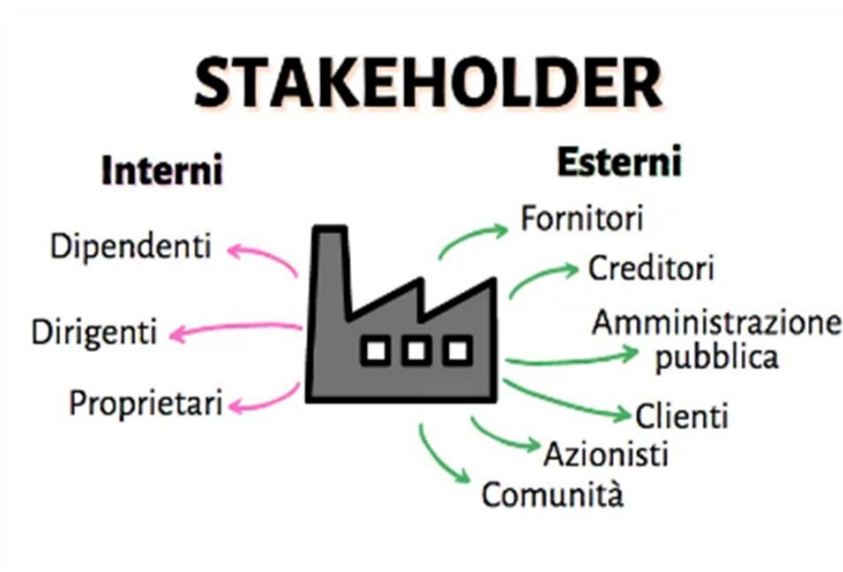 STAKEHOLDER
Interni
Dipendenti
Dirigenti
Proprietari
Esterni
Fornitori
Creditori
Amministrazione
pubblica
Clienti
Azionisti
Comunità